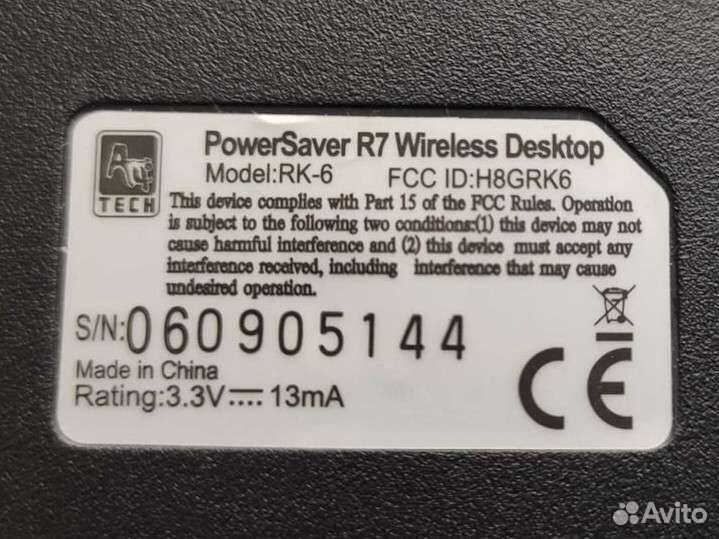 A4
TECH
PowerSaver R7 Wireless Desktop
Model:RK-6 FCC ID:H8GRK6
This device complies with Part 15 of the FCC Rules. Operation
is subject to the following two conditions:(1) this device may not
cause harmful interference and (2) this device must accept any
interference received, including interference that may cause
undesired operation.
S/N:060905144
Made in China
Rating:3.3V⎓13mA
CE
Avito